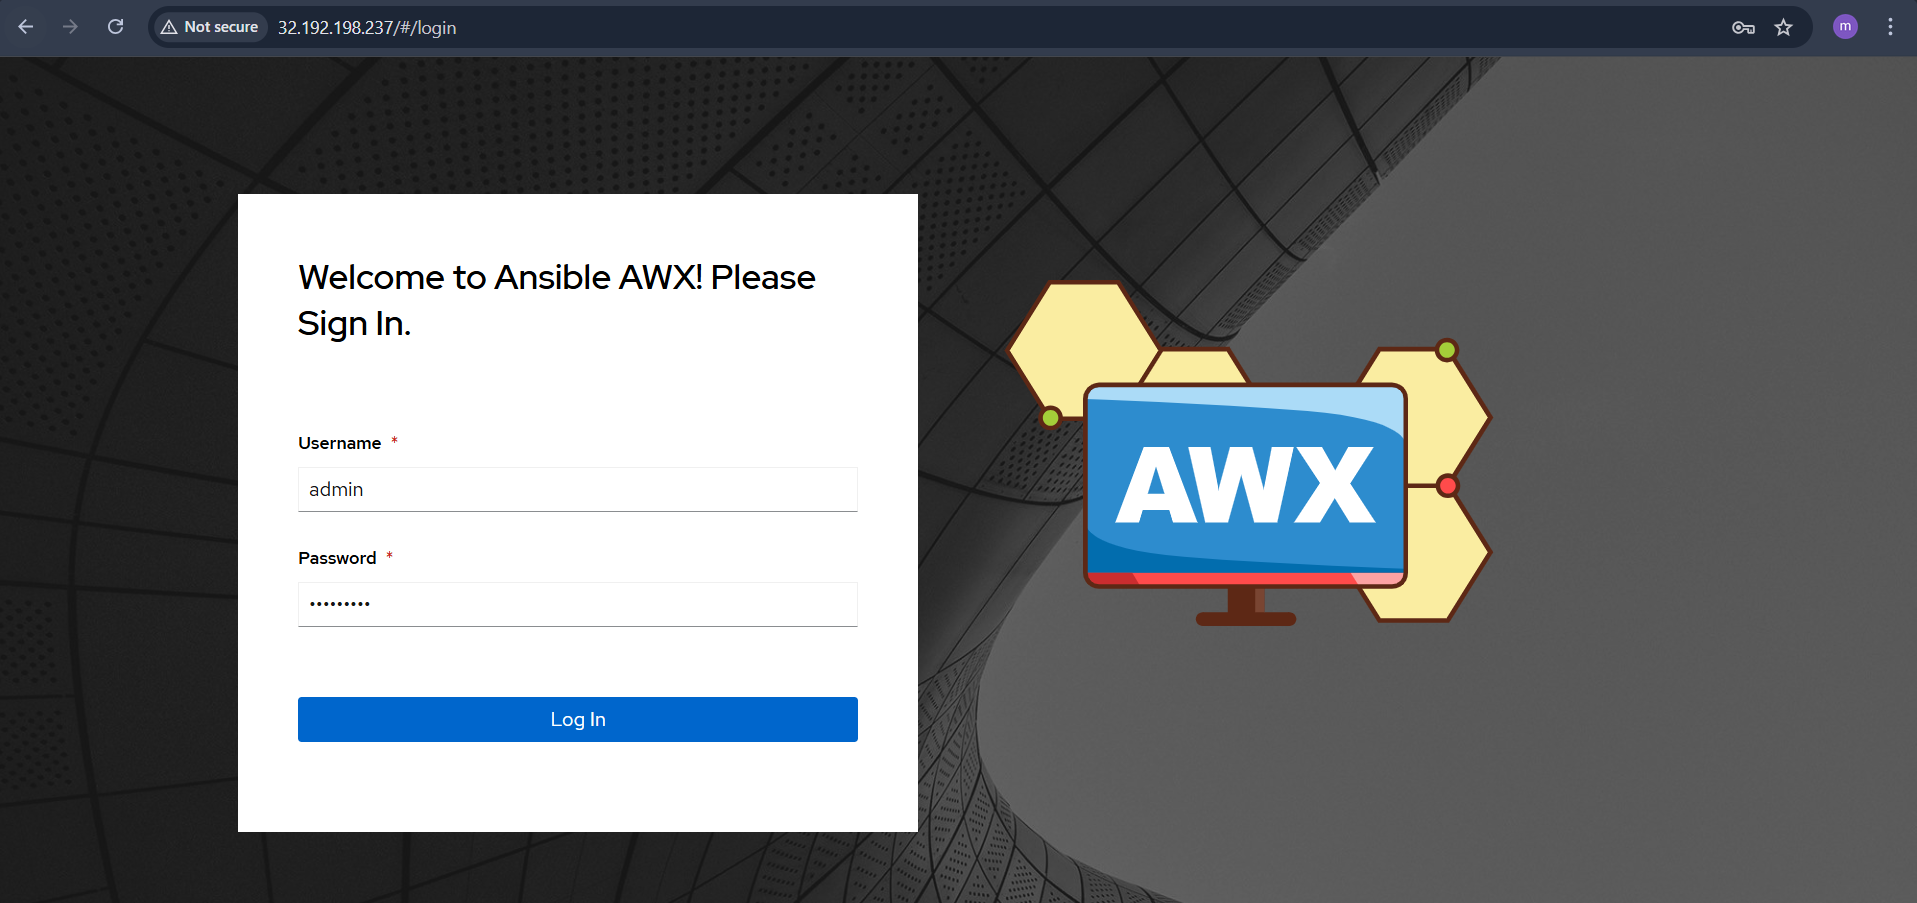 Not secure
32.192.198.237/#/login
m
Welcome to Ansible AWX! Please
Sign In.
Username *
admin
Password *
•••••••••
Log In
AWX